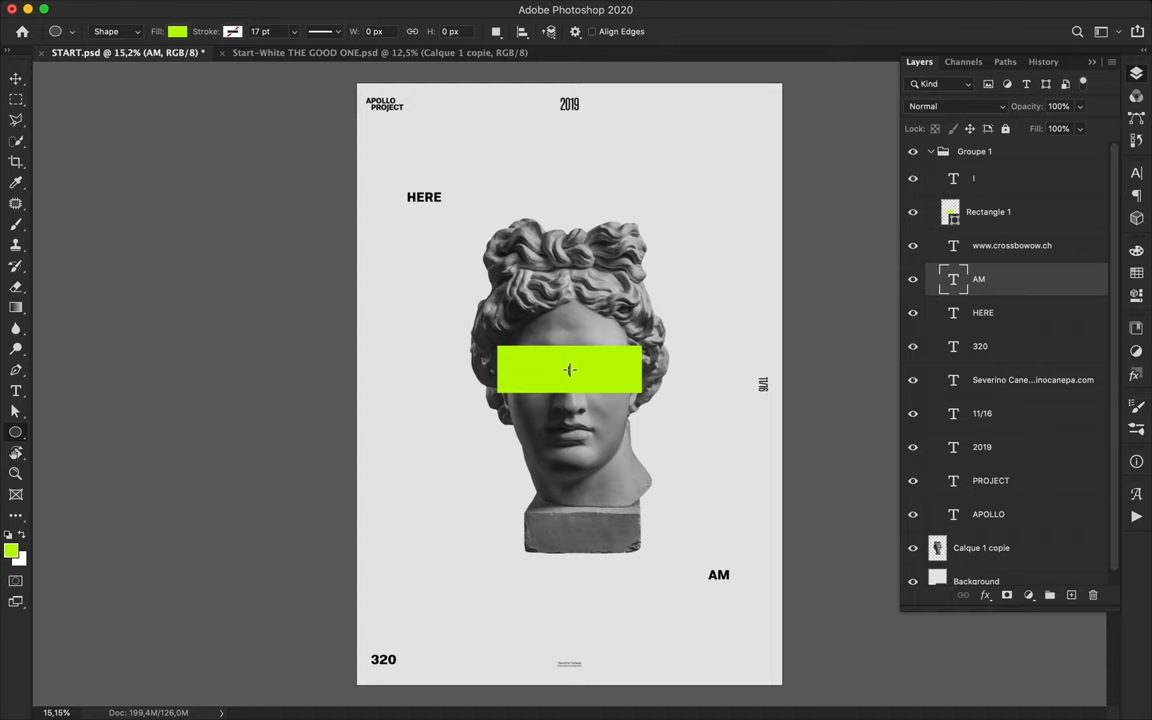 Adobe Photoshop 2020
Shape
Fill:
Stroke:
17 pt
W: 0 px
H: 0 px
Align Edges
START.psd @ 15,2% (AM, RGB/8) *
Start-White THE GOOD ONE.psd @ 12,5% (Calque 1 copie, RGB/8)
Layers
Channels
Paths
History
Kind
Normal
Opacity: 100%
Lock:
Fill: 100%
Groupe 1
I
Rectangle 1
www.crossbowow.ch
AM
HERE
320
Severino Cane...inocanepa.com
11/16
2019
PROJECT
APOLLO
Calque 1 copie
Background
APOLLO
PROJECT
2019
HERE
11/16
AM
320
15,15%
Doc: 199,4M/126,0M